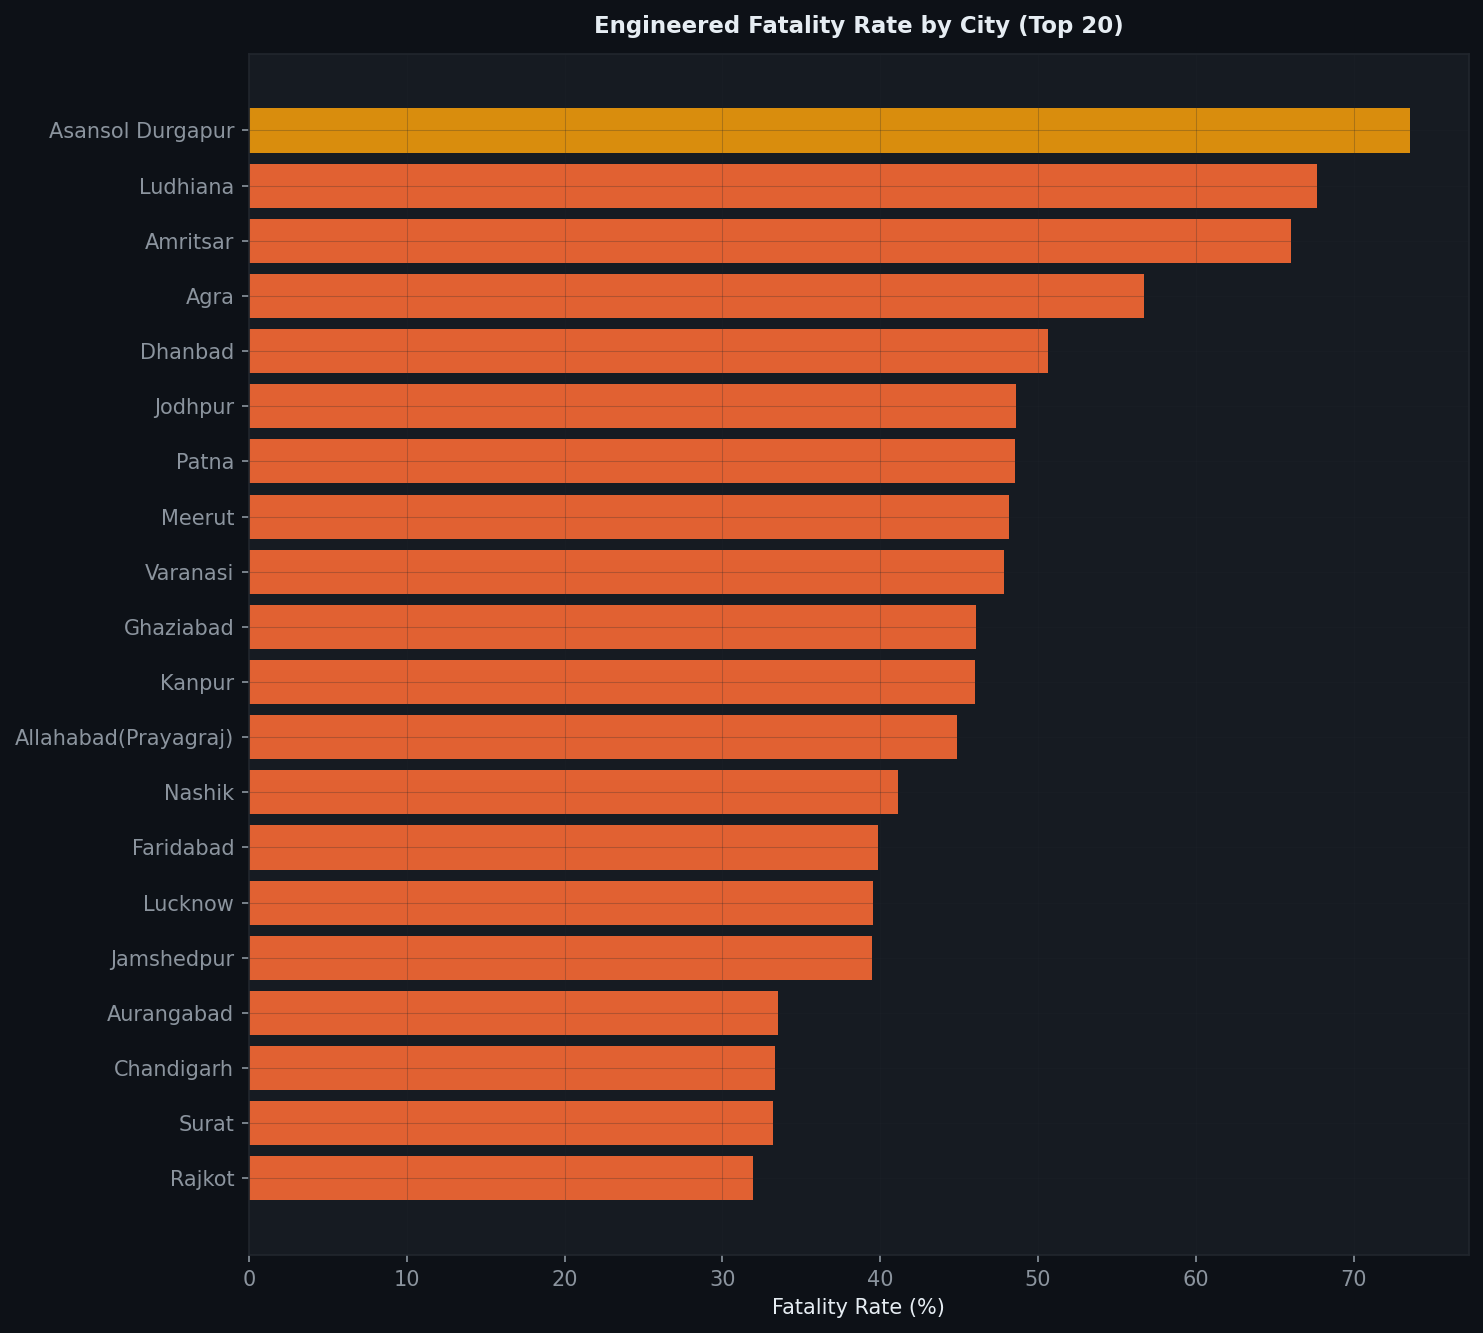 Engineered Fatality Rate by City (Top 20)
Asansol Durgapur
Ludhiana
Amritsar
Agra
Dhanbad
Jodhpur
Patna
Meerut
Varanasi
Ghaziabad
Kanpur
Allahabad(Prayagraj)
Nashik
Faridabad
Lucknow
Jamshedpur
Aurangabad
Chandigarh
Surat
Rajkot
0 10 20 30 40 50 60 70
Fatality Rate (%)